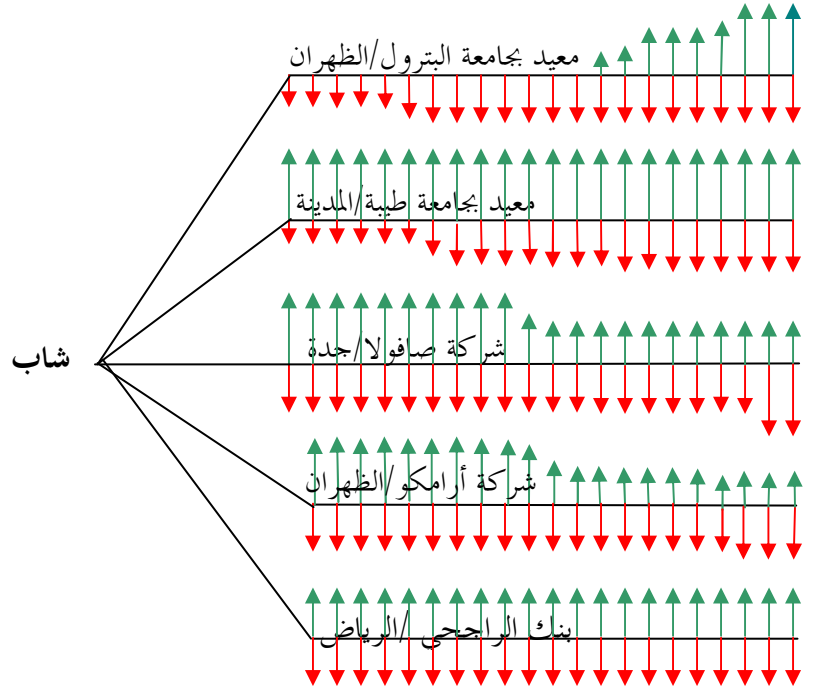 معيد بجامعة البترول/الظهران
معيد بجامعة طيبة/المدينة
شركة صافولا/جدة
شاب
شركة أرامكو/الظهران
بنك الراجحي /الرياض